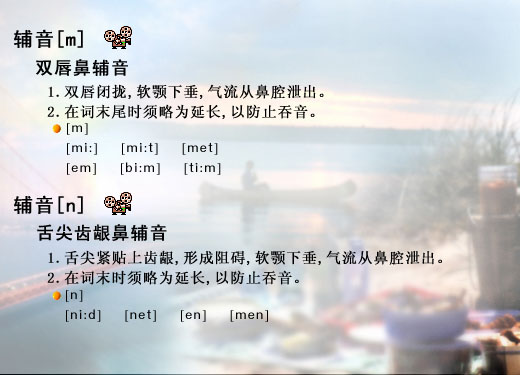 辅音[m]
双唇鼻辅音
1. 双唇闭拢, 软颚下垂, 气流从鼻腔泄出。
2. 在词末尾时须略为延长, 以防止吞音。
[m]
[mi:] [mi:t] [met]
[em] [bi:m] [ti:m]
辅音[n]
舌尖齿龈鼻辅音
1. 舌尖紧贴上齿龈, 形成阻碍, 软颚下垂, 气流从鼻腔泄出。
2. 在词末时须略为延长, 以防止吞音。
[n]
[ni:d] [net] [en] [men]